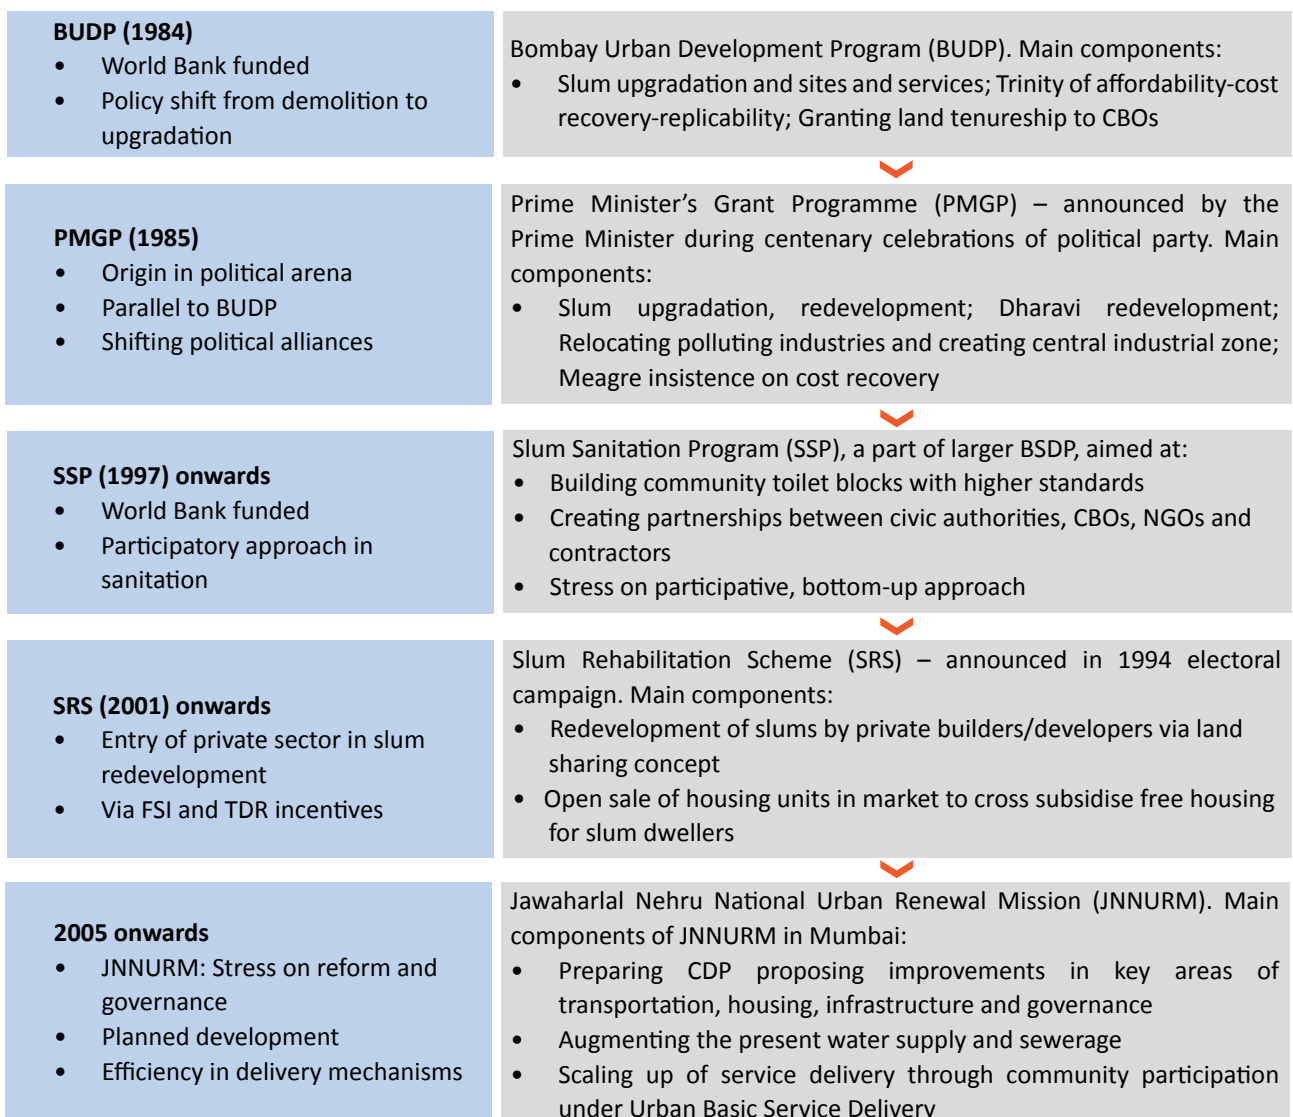 BUDP (1984)
• World Bank funded
• Policy shift from demolition to
upgradation
Bombay Urban Development Program (BUDP). Main components:
• Slum upgradation and sites and services; Trinity of affordability-cost
recovery-replicability; Granting land tenureship to CBOs
PMGP (1985)
• Origin in political arena
• Parallel to BUDP
• Shifting political alliances
Prime Minister’s Grant Programme (PMGP) – announced by the
Prime Minister during centenary celebrations of political party. Main
components:
• Slum upgradation, redevelopment; Dharavi redevelopment;
Relocating polluting industries and creating central industrial zone;
Meagre insistence on cost recovery
SSP (1997) onwards
• World Bank funded
• Participatory approach in
sanitation
Slum Sanitation Program (SSP), a part of larger BSDP, aimed at:
• Building community toilet blocks with higher standards
• Creating partnerships between civic authorities, CBOs, NGOs and
contractors
• Stress on participative, bottom-up approach
SRS (2001) onwards
• Entry of private sector in slum
redevelopment
• Via FSI and TDR incentives
Slum Rehabilitation Scheme (SRS) – announced in 1994 electoral
campaign. Main components:
• Redevelopment of slums by private builders/developers via land
sharing concept
• Open sale of housing units in market to cross subsidise free housing
for slum dwellers
2005 onwards
• JNNURM: Stress on reform and
governance
• Planned development
• Efficiency in delivery mechanisms
Jawaharlal Nehru National Urban Renewal Mission (JNNURM). Main
components of JNNURM in Mumbai:
• Preparing CDP proposing improvements in key areas of
transportation, housing, infrastructure and governance
• Augmenting the present water supply and sewerage
• Scaling up of service delivery through community participation
under Urban Basic Service Delivery